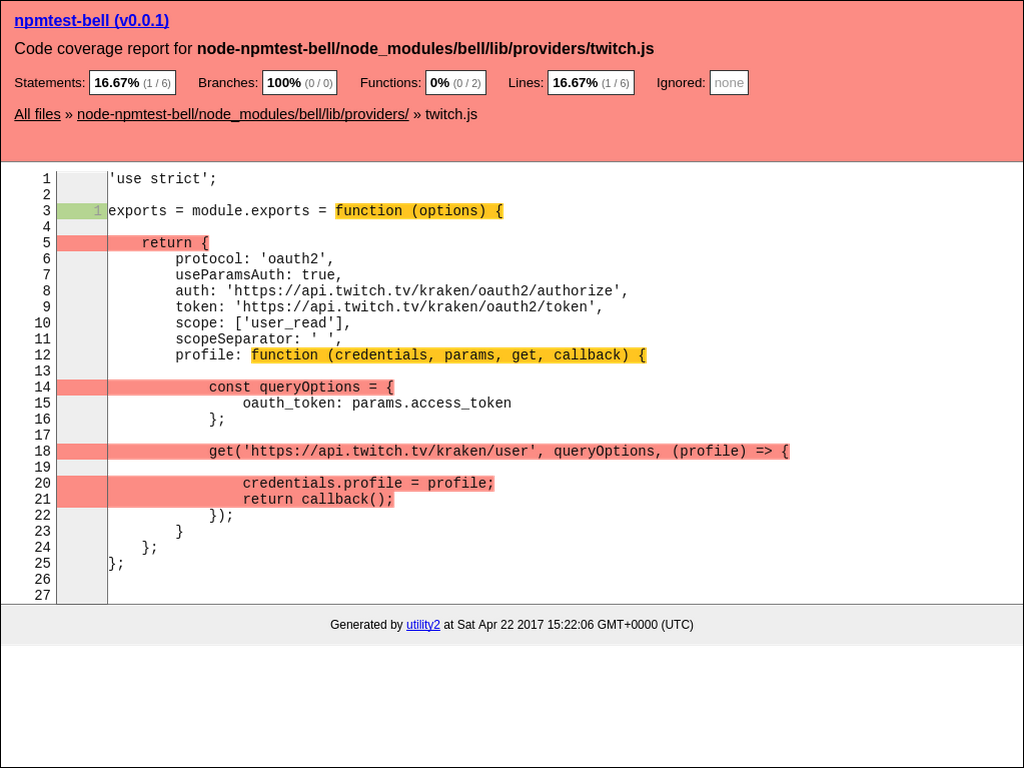 npmtest-bell (v0.0.1)
Code coverage report for node-npmtest-bell/node_modules/bell/lib/providers/twitch.js
Statements: 16.67% (1 / 6) Branches: 100% (0 / 0) Functions: 0% (0 / 2) Lines: 16.67% (1 / 6) Ignored: none
All files » node-npmtest-bell/node_modules/bell/lib/providers/ » twitch.js
1 'use strict';
2
3 1 exports = module.exports = function (options) {
4
5     return {
6         protocol: 'oauth2',
7         useParamsAuth: true,
8         auth: 'https://api.twitch.tv/kraken/oauth2/authorize',
9         token: 'https://api.twitch.tv/kraken/oauth2/token',
10         scope: ['user_read'],
11         scopeSeparator: ' ',
12         profile: function (credentials, params, get, callback) {
13
14             const queryOptions = {
15                 oauth_token: params.access_token
16             };
17
18             get('https://api.twitch.tv/kraken/user', queryOptions, (profile) => {
19
20                 credentials.profile = profile;
21                 return callback();
22             });
23         }
24     };
25 };
26
27
Generated by utility2 at Sat Apr 22 2017 15:22:06 GMT+0000 (UTC)